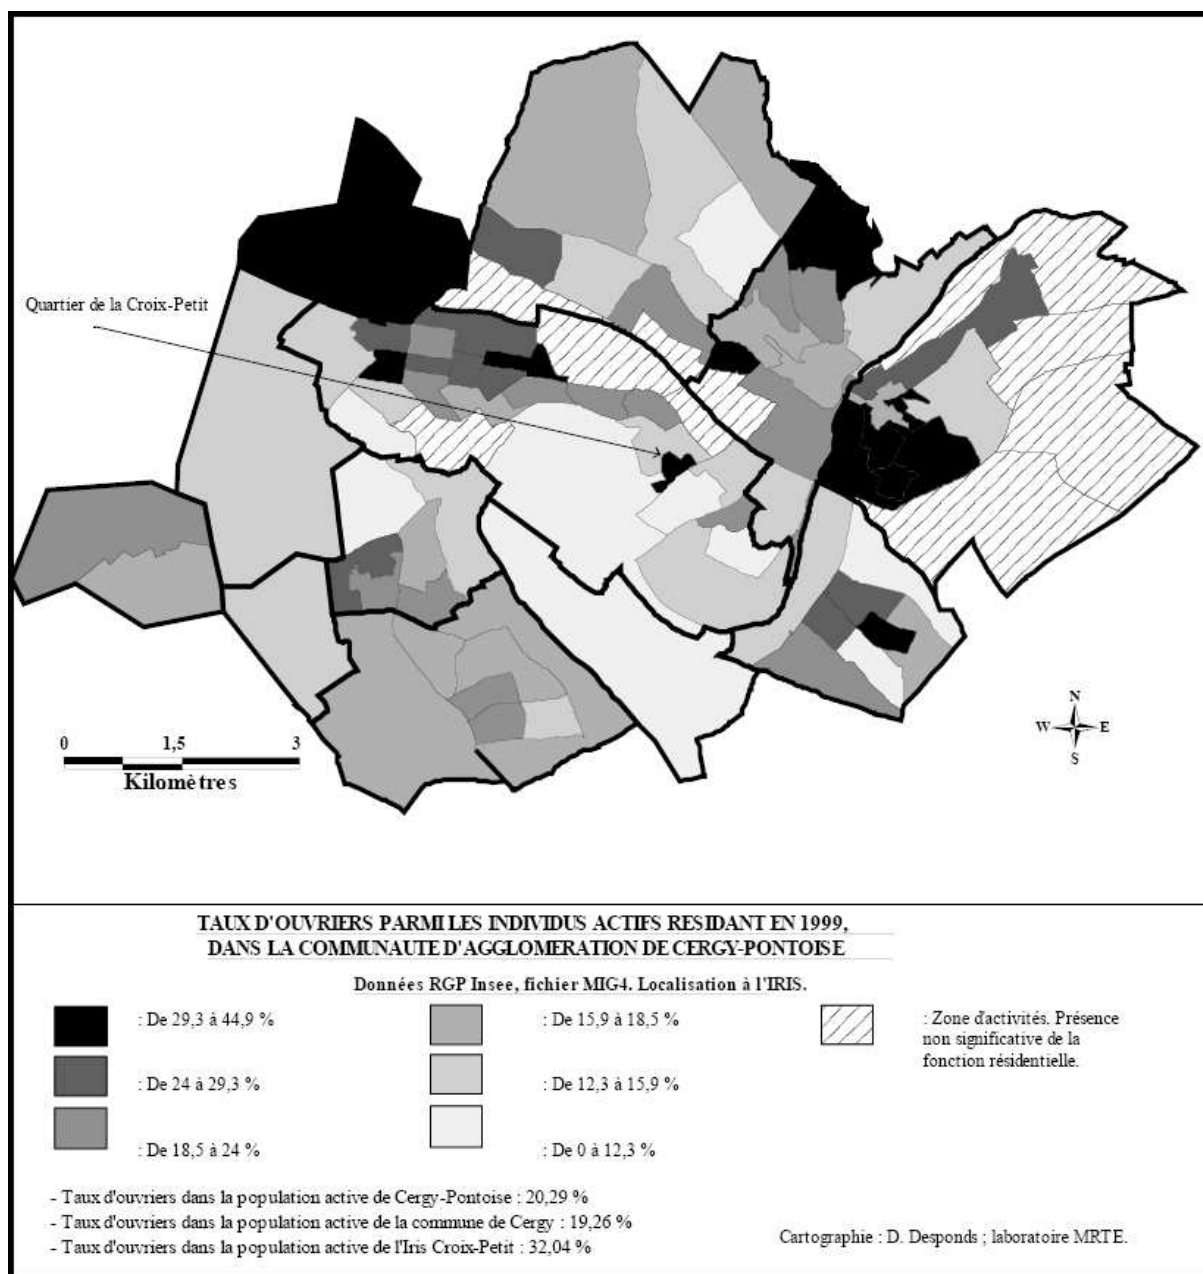 Quartier de la Croix-Petit
N
W E
S
0 1,5 3
Kilomètres
TAUX D'OUVRIERS PARMI LES INDIVIDUS ACTIFS RESIDANT EN 1999,
DANS LA COMMUNAUTE D'AGGLOMERATION DE CERGY-PONTOISE
Données RGP Insee, fichier MIG4. Localisation à l'IRIS.
: De 29,3 à 44,9 %
: De 24 à 29,3 %
: De 18,5 à 24 %
: De 15,9 à 18,5 %
: De 12,3 à 15,9 %
: De 0 à 12,3 %
: Zone d'activités. Présence
non significative de la
fonction résidentielle.
- Taux d'ouvriers dans la population active de Cergy-Pontoise : 20,29 %
- Taux d'ouvriers dans la population active de la commune de Cergy : 19,26 %
- Taux d'ouvriers dans la population active de l'Iris Croix-Petit : 32,04 %
Cartographie : D. Desponds ; laboratoire MRTE.